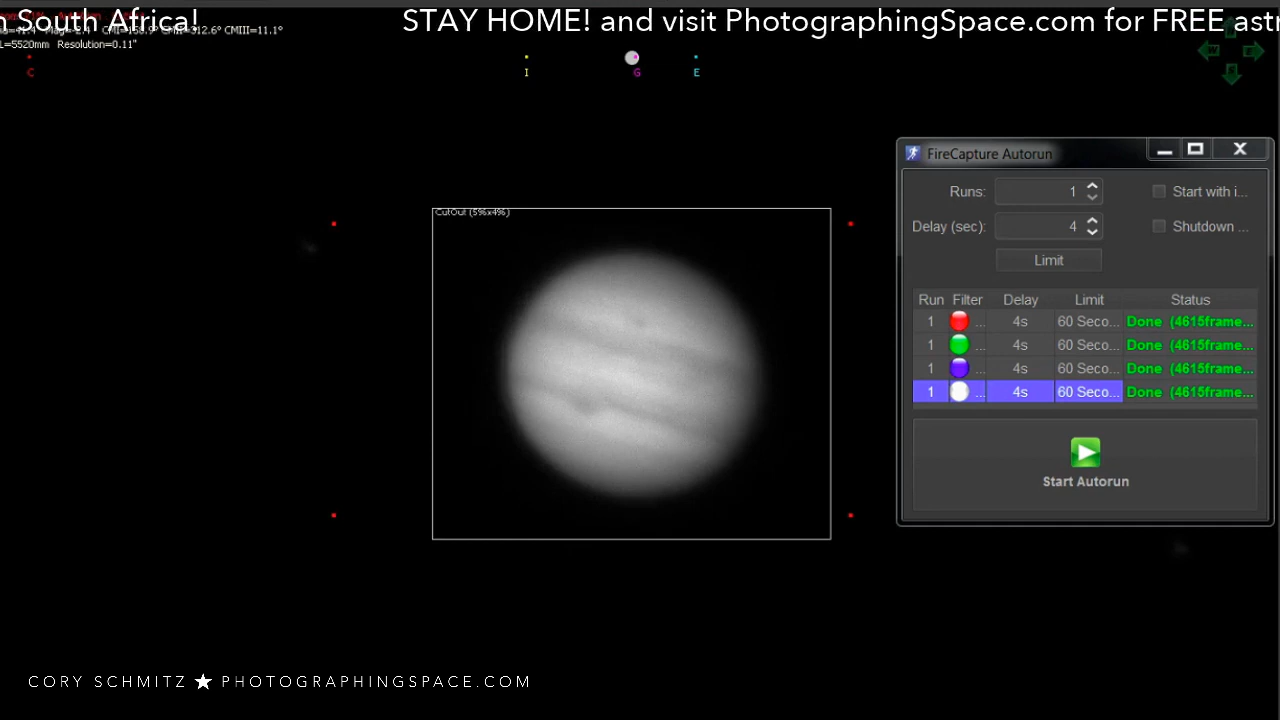 South Africa!
STAY HOME! and visit PhotographingSpace.com for FREE
CMIII=11.1°
Resolution=0.11"
C
I
G
E
CutOut (5%x4%)
FireCapture Autorun
Runs:
1
Start with i...
Delay (sec):
4
Shutdown ...
Limit
Run Filter Delay Limit Status
1 ... 4s 60 Seco... Done (4615frame...
1 ... 4s 60 Seco... Done (4615frame...
1 ... 4s 60 Seco... Done (4615frame...
1 ... 4s 60 Seco... Done (4615frame...
Start Autorun
CORY SCHMITZ ★ PHOTOGRAPHINGSPACE.COM